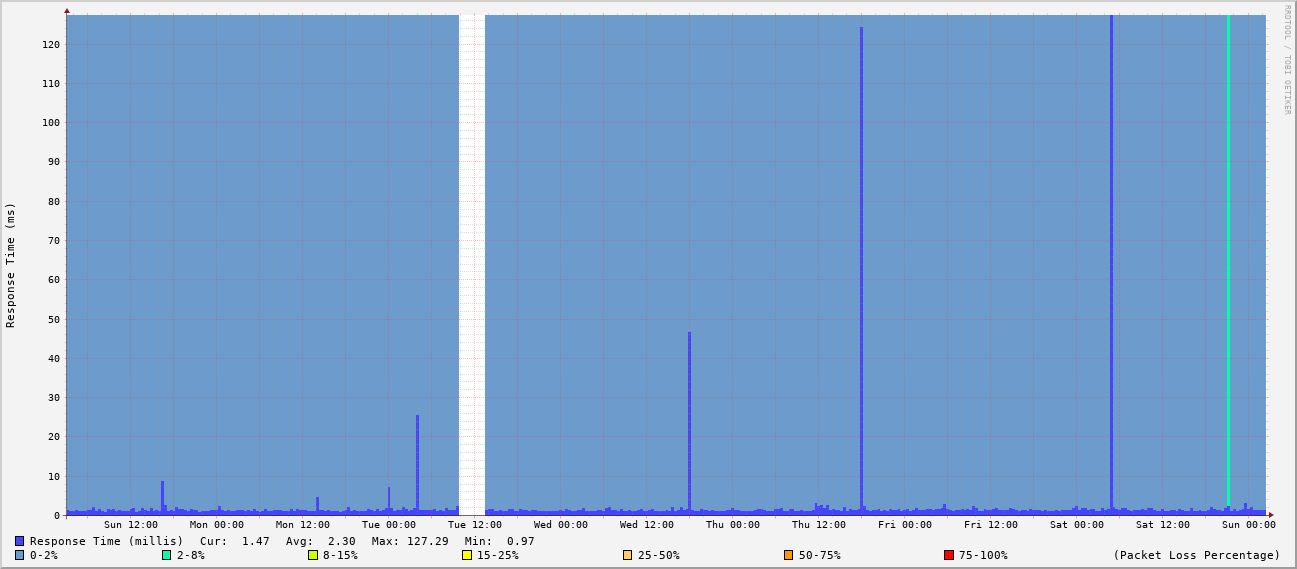 RRDTOOL / TOBI OETIKER
Response Time (ms)
120
110
100
90
80
70
60
50
40
30
20
10
0
Sun 12:00 Mon 00:00 Mon 12:00 Tue 00:00 Tue 12:00 Wed 00:00 Wed 12:00 Thu 00:00 Thu 12:00 Fri 00:00 Fri 12:00 Sat 00:00 Sat 12:00 Sun 00:00
Response Time (millis) Cur: 1.47 Avg: 2.30 Max: 127.29 Min: 0.97
0-2% 2-8% 8-15% 15-25% 25-50% 50-75% 75-100% (Packet Loss Percentage)